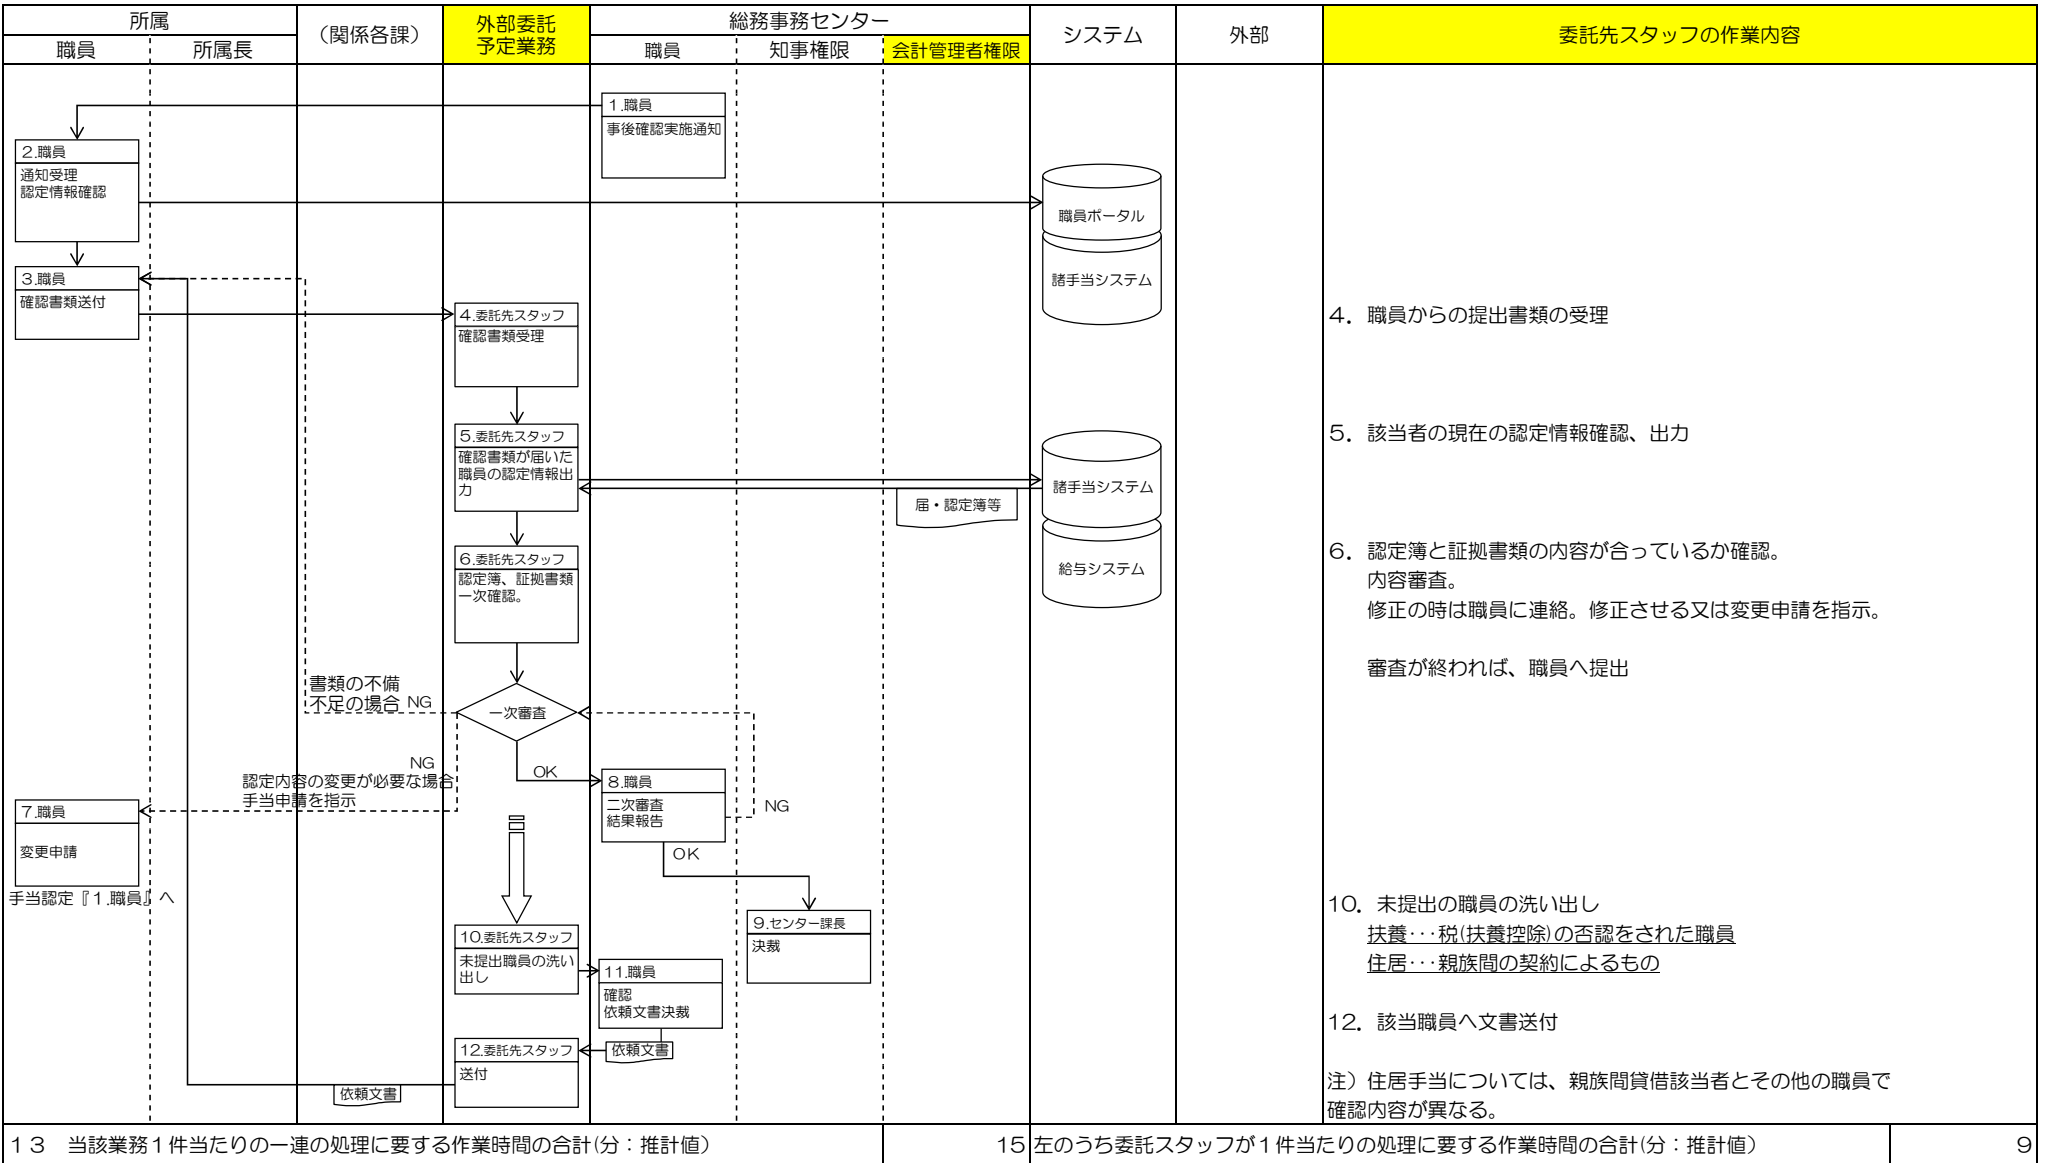 所属
職員
所属長
（関係各課）
外部委託
予定業務
総務事務センター
職員
知事権限
会計管理者権限
システム
外部
委託先スタッフの作業内容
１.職員
事後確認実施通知
２.職員
通知受理
認定情報確認
職員ポータル
諸手当システム
３.職員
確認書類送付
４.委託先スタッフ
確認書類受理
４．職員からの提出書類の受理
５.委託先スタッフ
確認書類が届いた
職員の認定情報出
力
届・認定簿等
諸手当システム
給与システム
５．該当者の現在の認定情報確認、出力
６.委託先スタッフ
認定簿、証拠書類
一次確認。
６．認定簿と証拠書類の内容が合っているか確認。
内容審査。
修正の時は職員に連絡。修正させる又は変更申請を指示。
審査が終われば、職員へ提出
書類の不備
不足の場合 NG
一次審査
NG
認定内容の変更が必要な場合
手当申請を指示
OK
７.職員
変更申請
手当認定『１.職員』へ
８.職員
二次審査
結果報告
NG
OK
９.センター課長
決裁
10.委託先スタッフ
未提出職員の洗い
出し
11.職員
確認
依頼文書決裁
依頼文書
12.委託先スタッフ
送付
依頼文書
10．未提出の職員の洗い出し
扶養･･･税(扶養控除)の否認をされた職員
住居･･･親族間の契約によるもの
12．該当職員へ文書送付
注）住居手当については、親族間貸借該当者とその他の職員で
確認内容が異なる。
１３　当該業務１件当たりの一連の処理に要する作業時間の合計(分：推計値）
15
左のうち委託スタッフが１件当たりの処理に要する作業時間の合計(分：推計値）
9